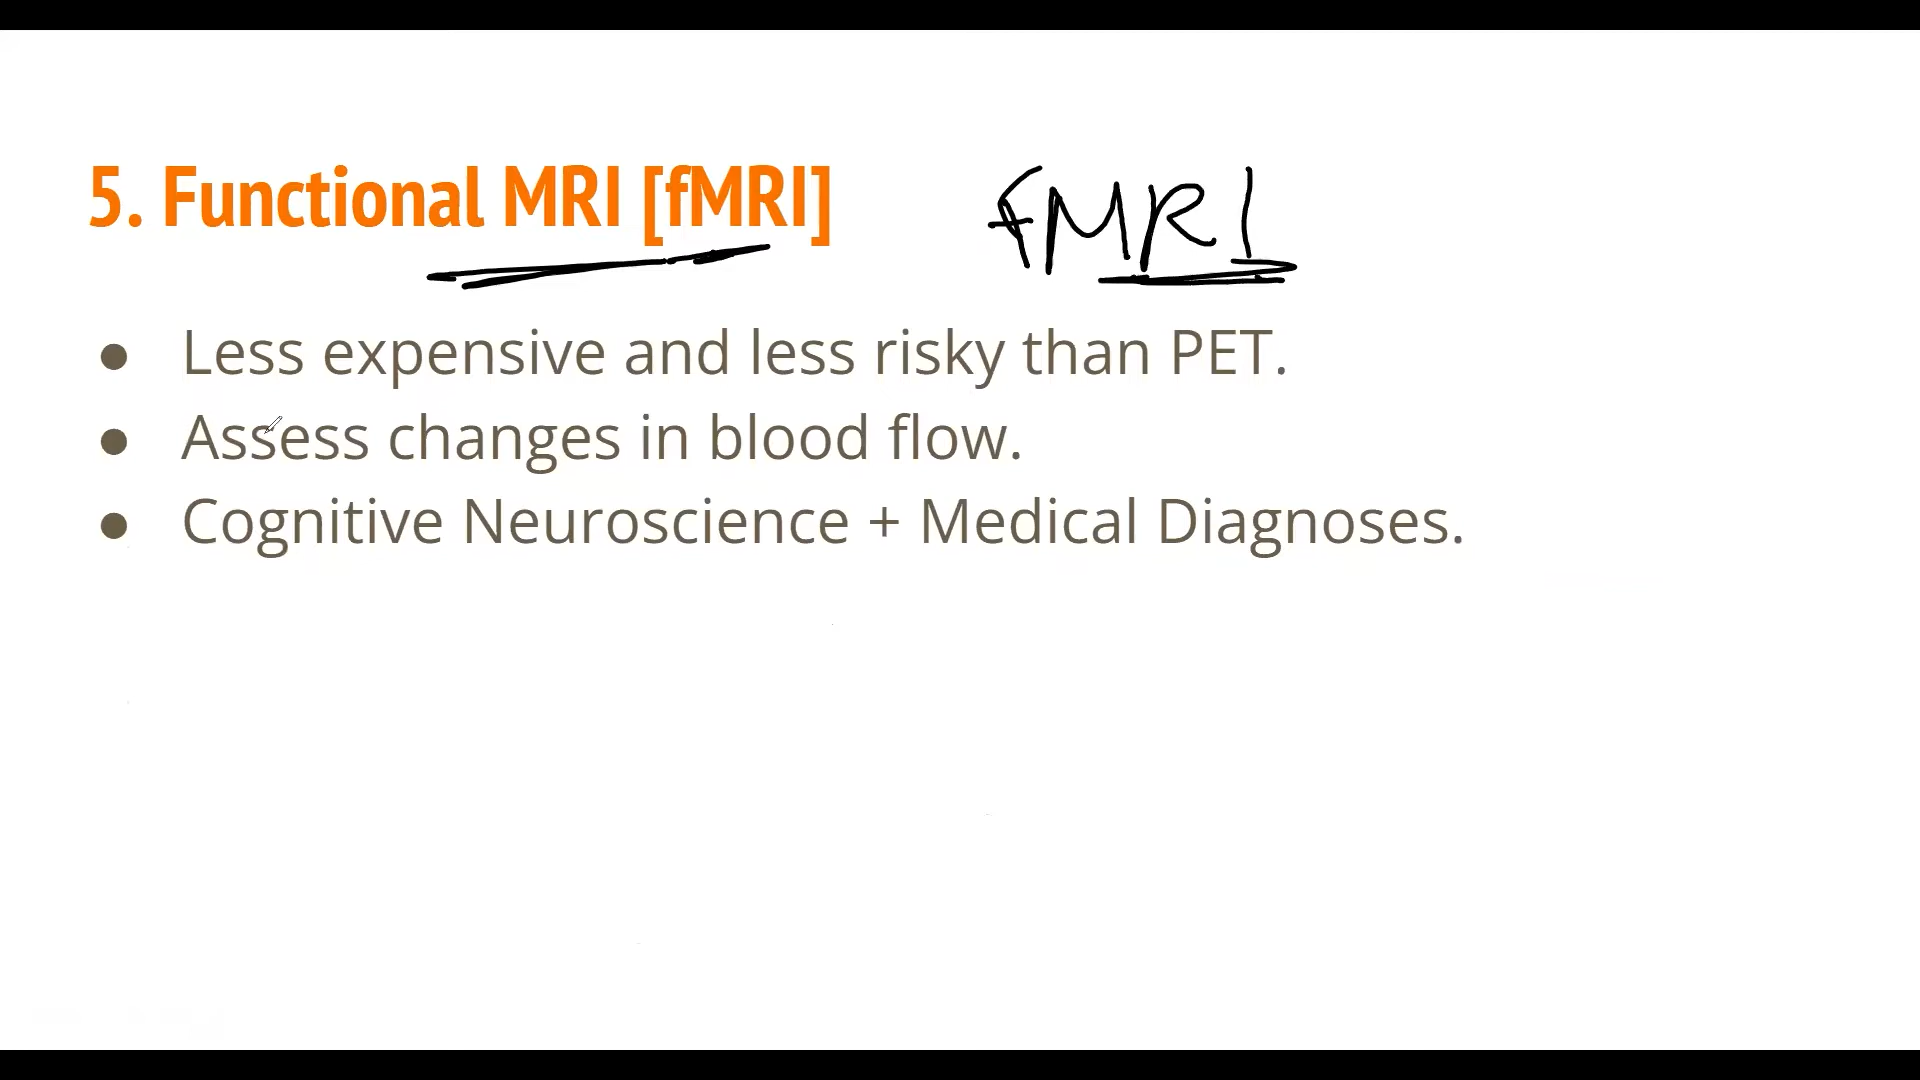 5. Functional MRI [fMRI]
fMRI
● Less expensive and less risky than PET.
● Assess changes in blood flow.
● Cognitive Neuroscience + Medical Diagnoses.